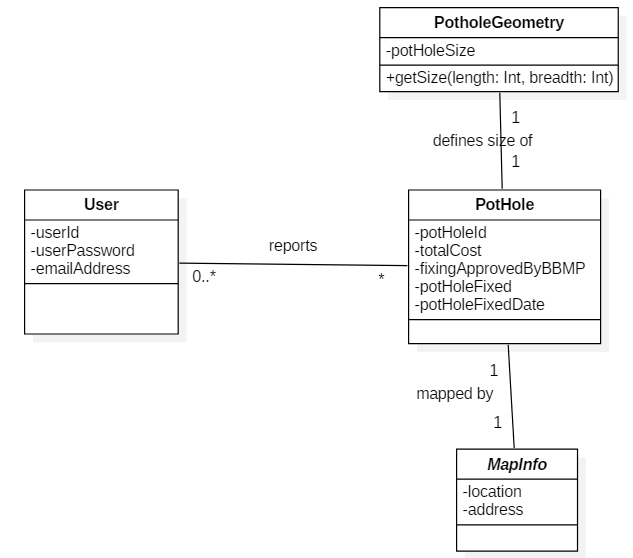 PotholeGeometry
-potHoleSize
+getSize(length: Int, breadth: Int)
1
defines size of
1
User
-userId
-userPassword
-emailAddress
reports
0..*
*
PotHole
-potHoleId
-totalCost
-fixingApprovedByBBMP
-potHoleFixed
-potHoleFixedDate
1
mapped by
1
MapInfo
-location
-address